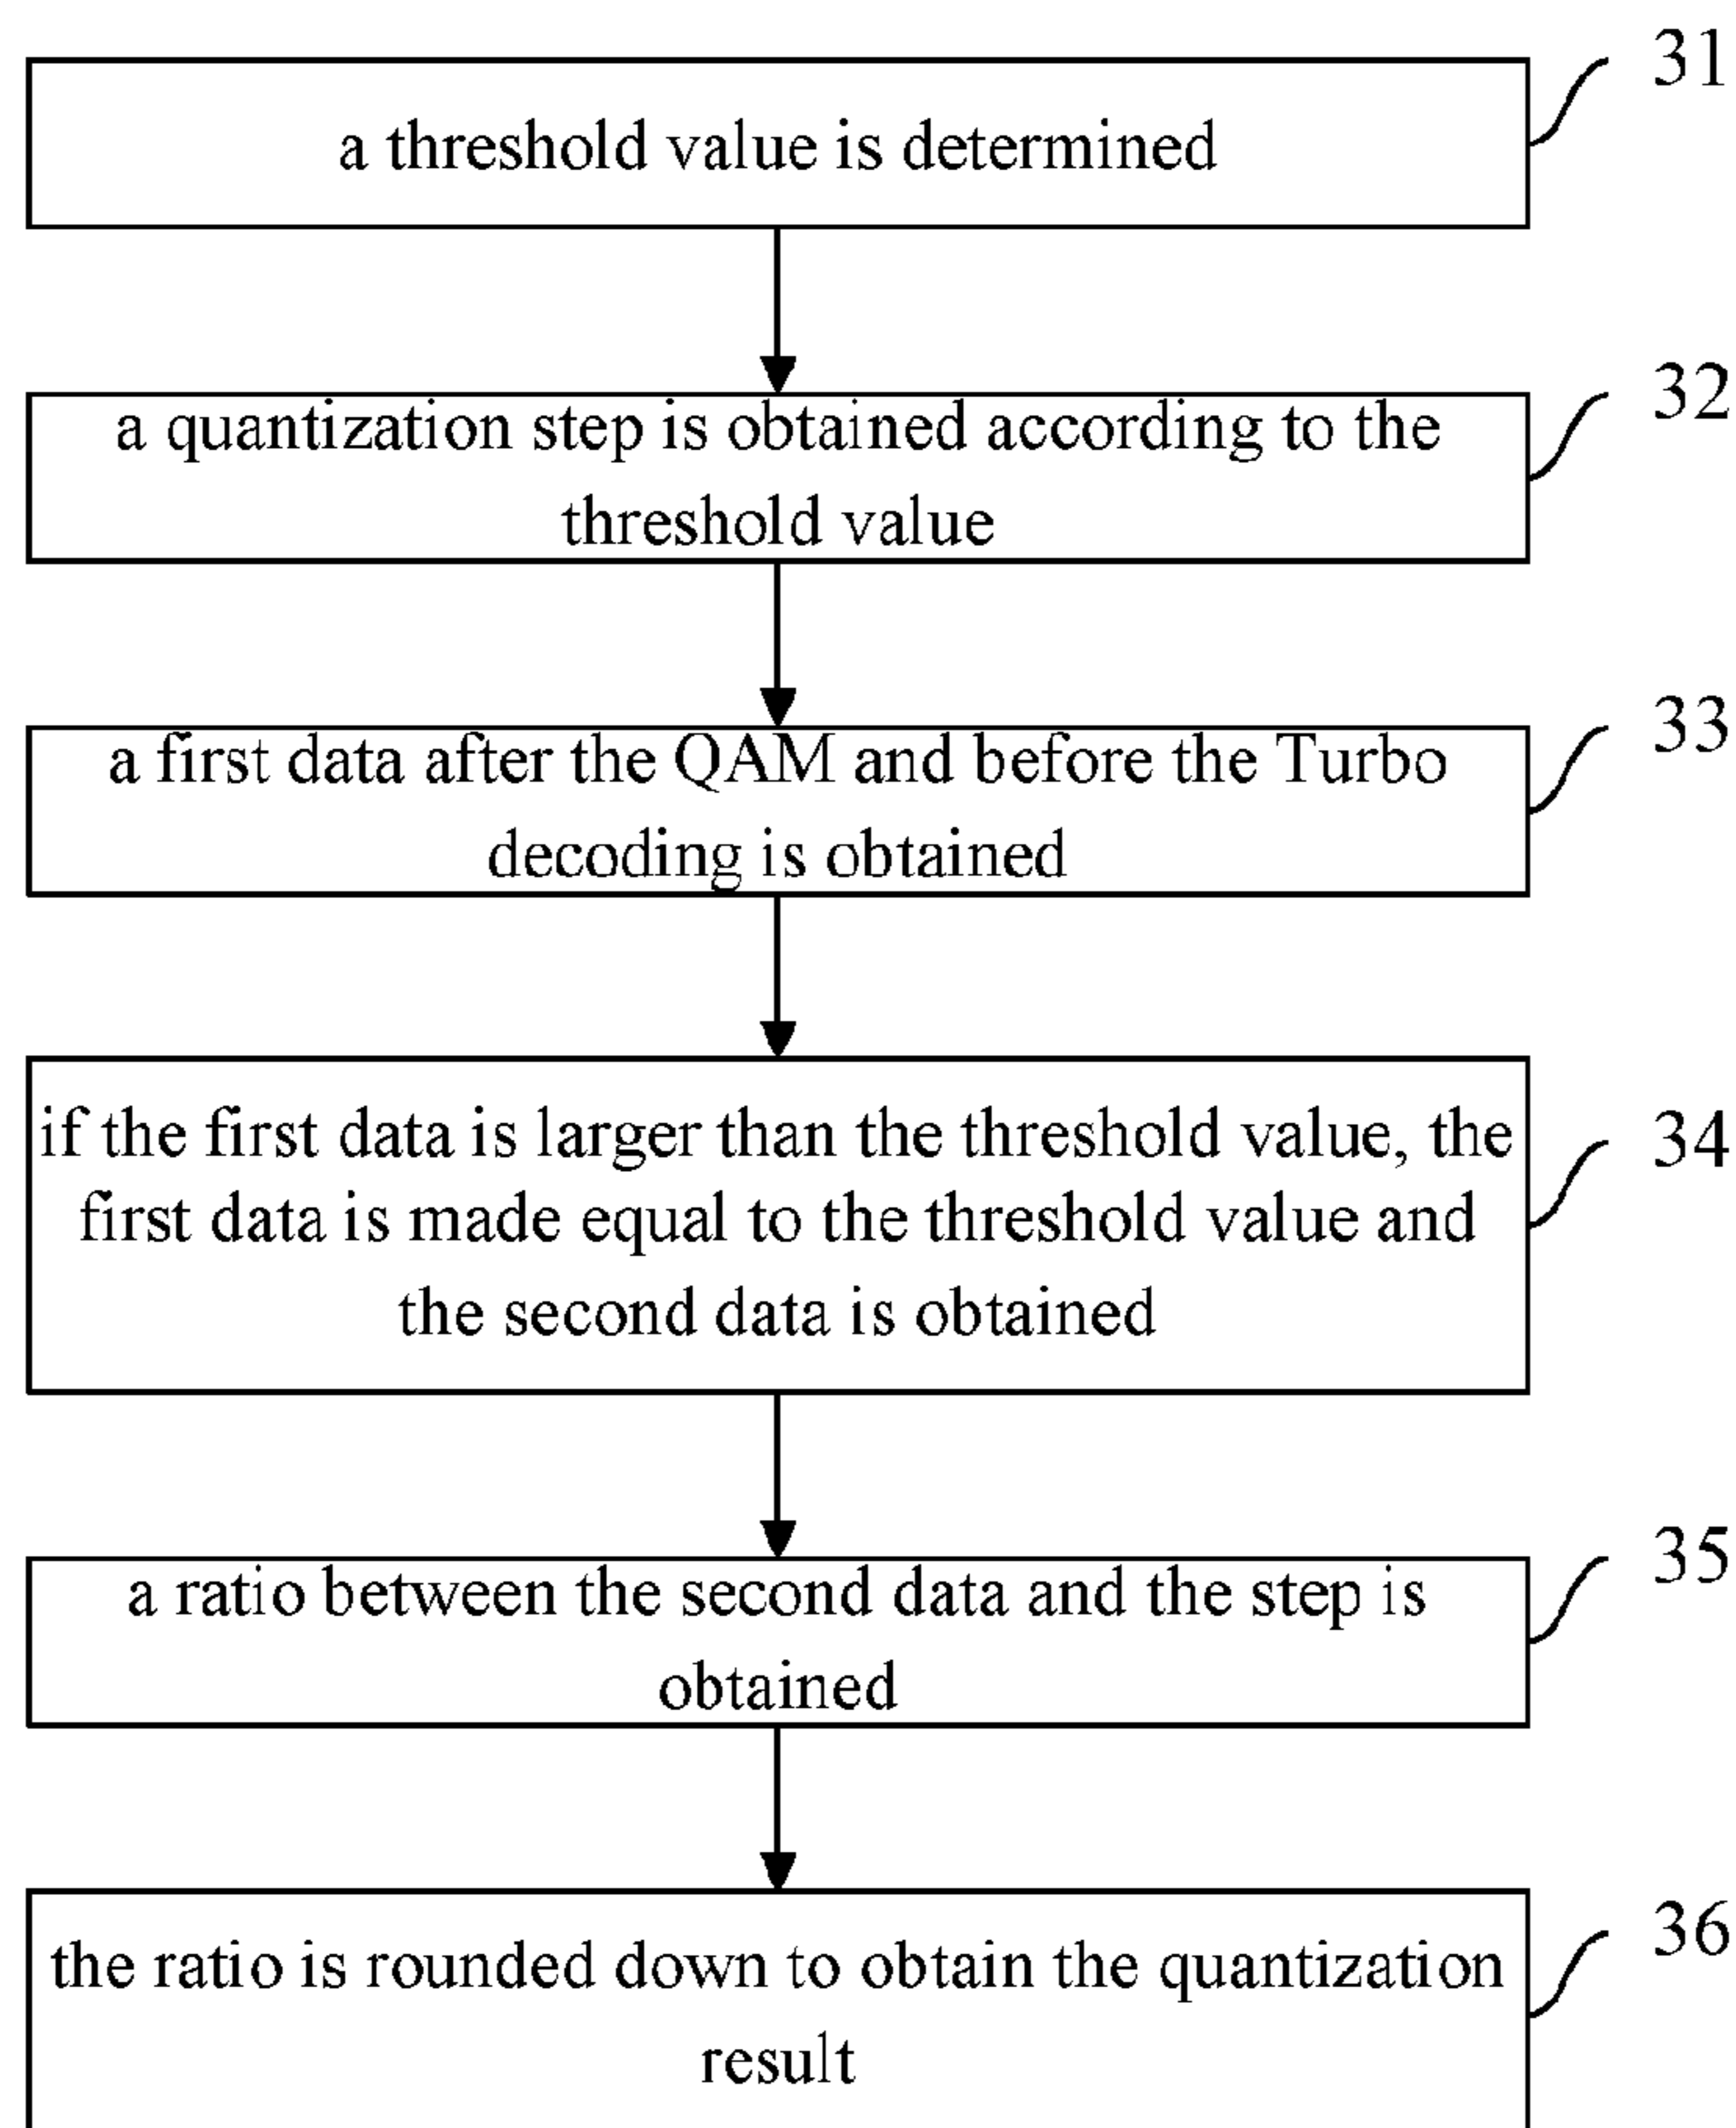 31
a threshold value is determined
32
a quantization step is obtained according to the
threshold value
33
a first data after the QAM and before the Turbo
decoding is obtained
34
if the first data is larger than the threshold value, the
first data is made equal to the threshold value and
the second data is obtained
35
a ratio between the second data and the step is
obtained
36
the ratio is rounded down to obtain the quantization
result